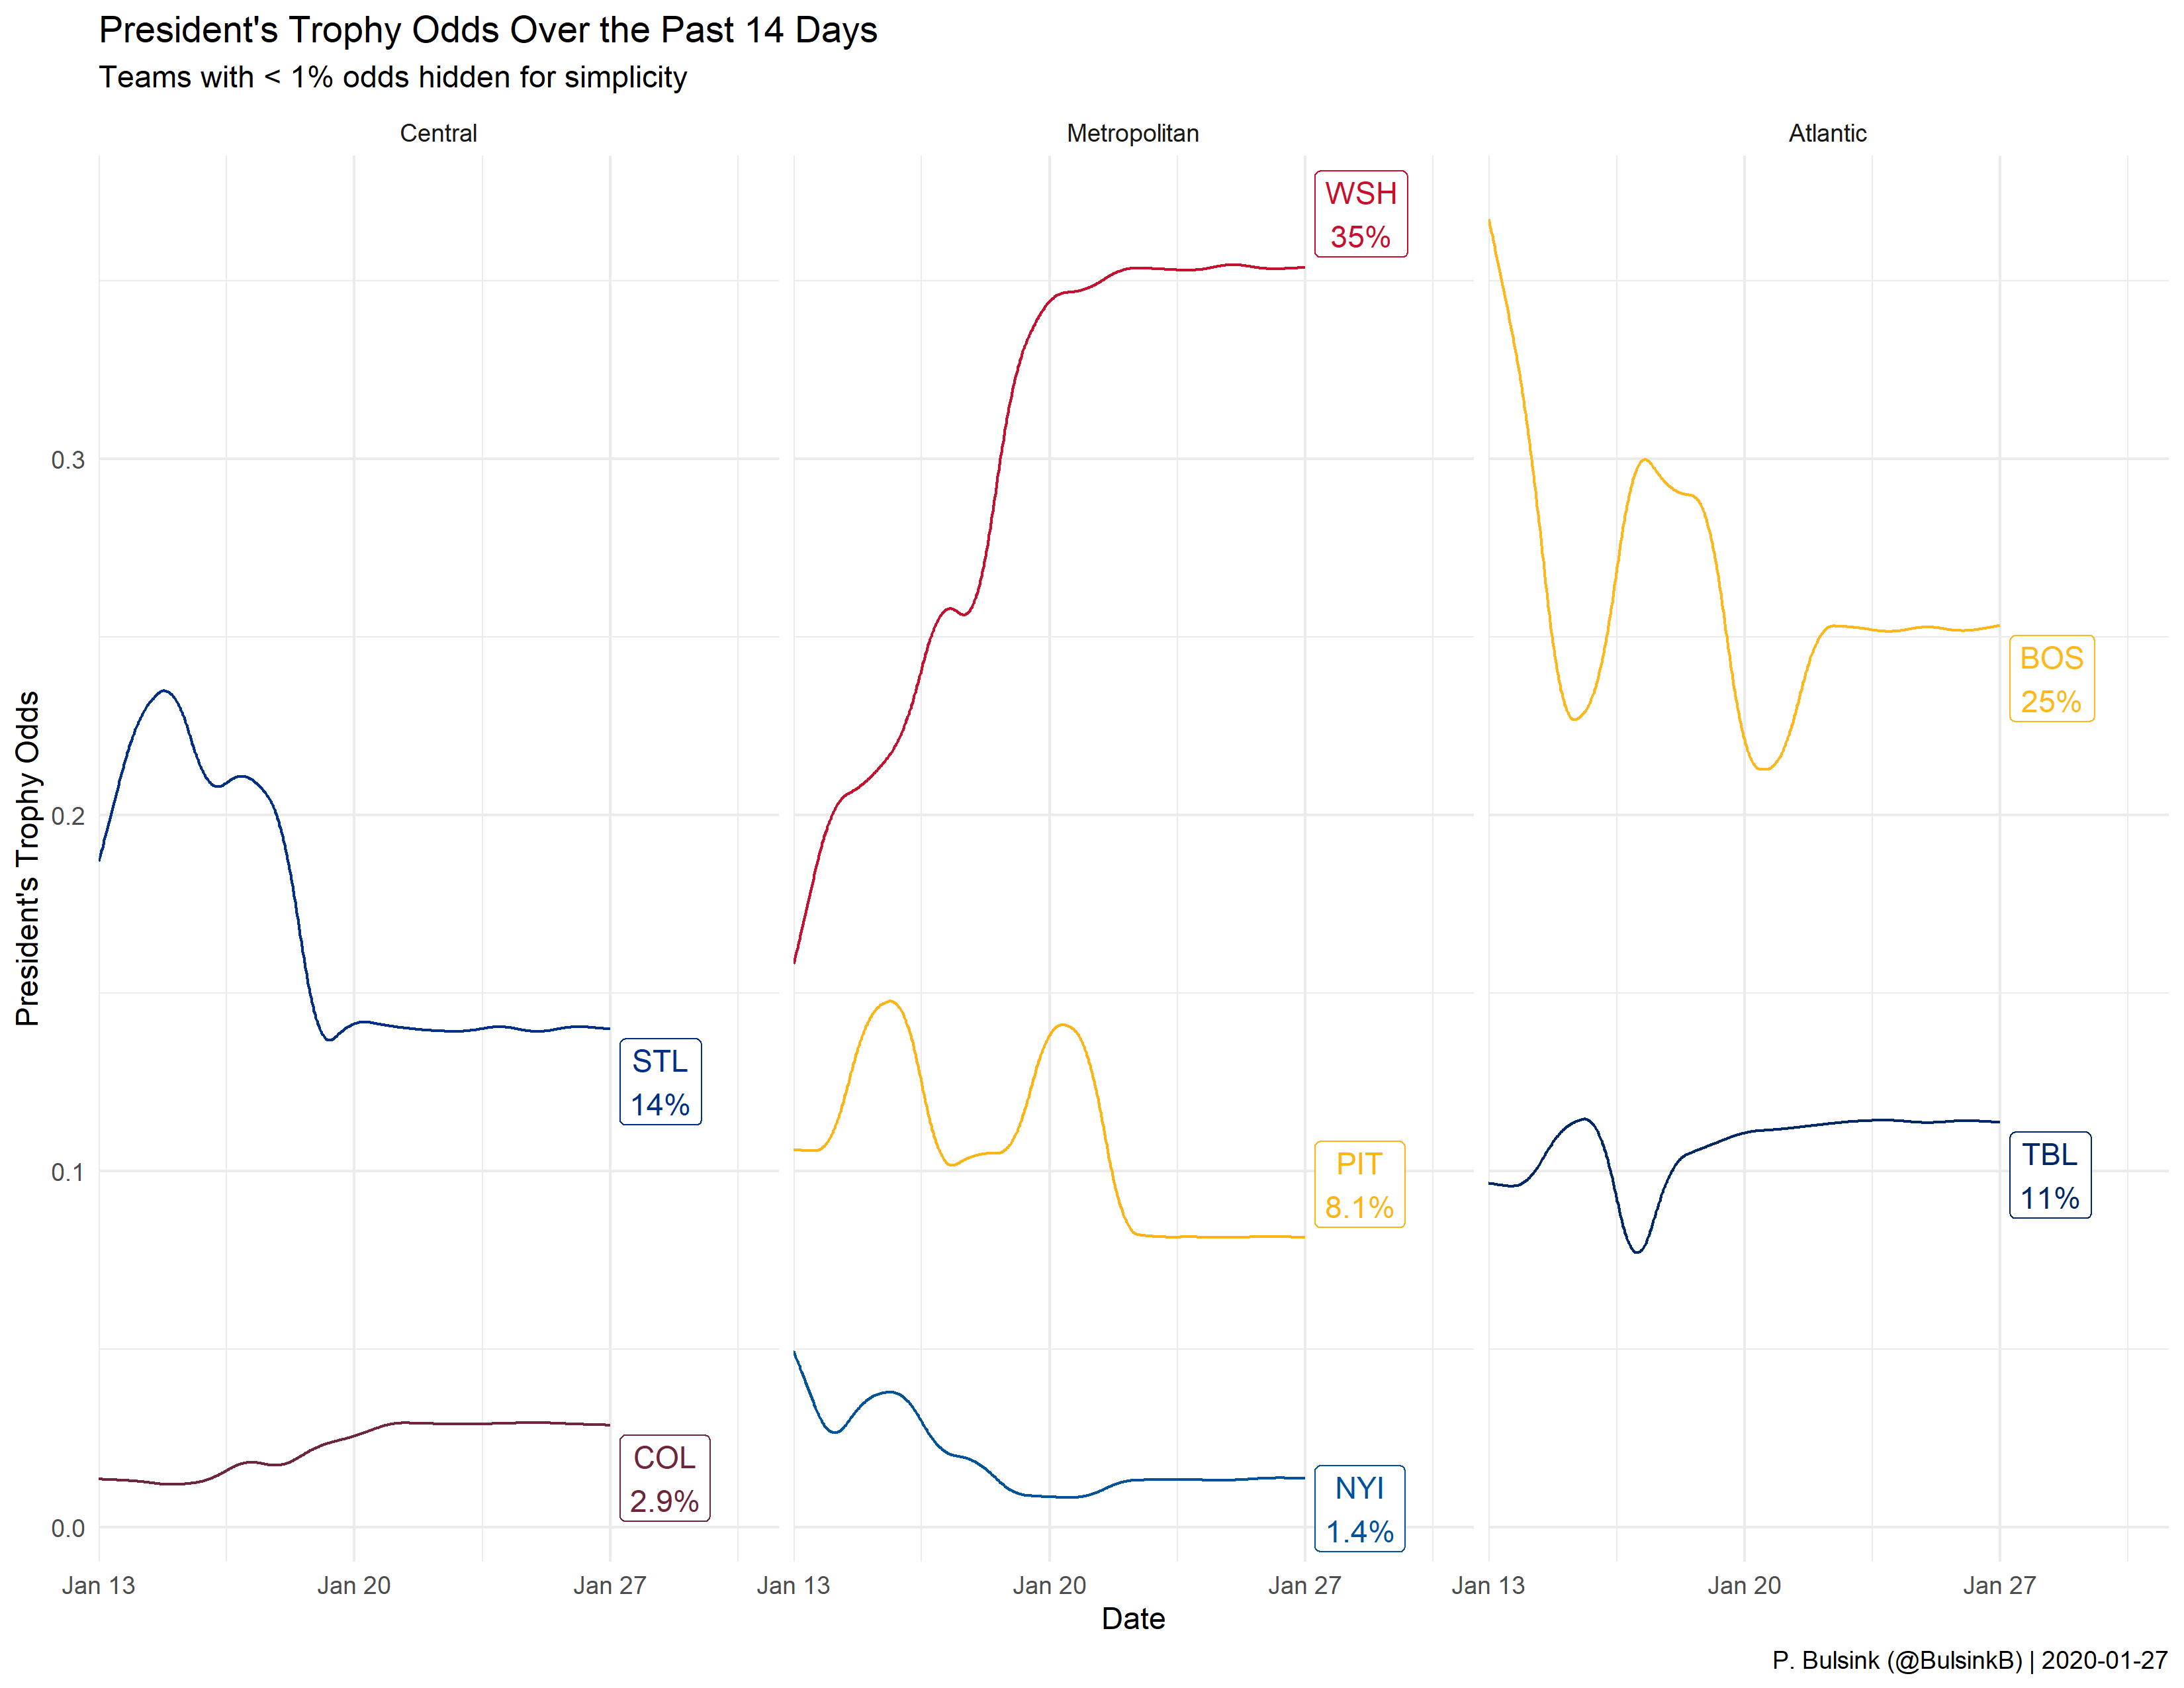 President's Trophy Odds Over the Past 14 Days
Teams with < 1% odds hidden for simplicity
Central
Metropolitan
Atlantic
President's Trophy Odds
0.3
0.2
0.1
0.0
STL
14%
COL
2.9%
WSH
35%
PIT
8.1%
NYI
1.4%
BOS
25%
TBL
11%
Jan 13
Jan 20
Jan 27
Jan 13
Jan 20
Jan 27
Jan 13
Jan 20
Jan 27
Date
P. Bulsink (@BulsinkB) | 2020-01-27